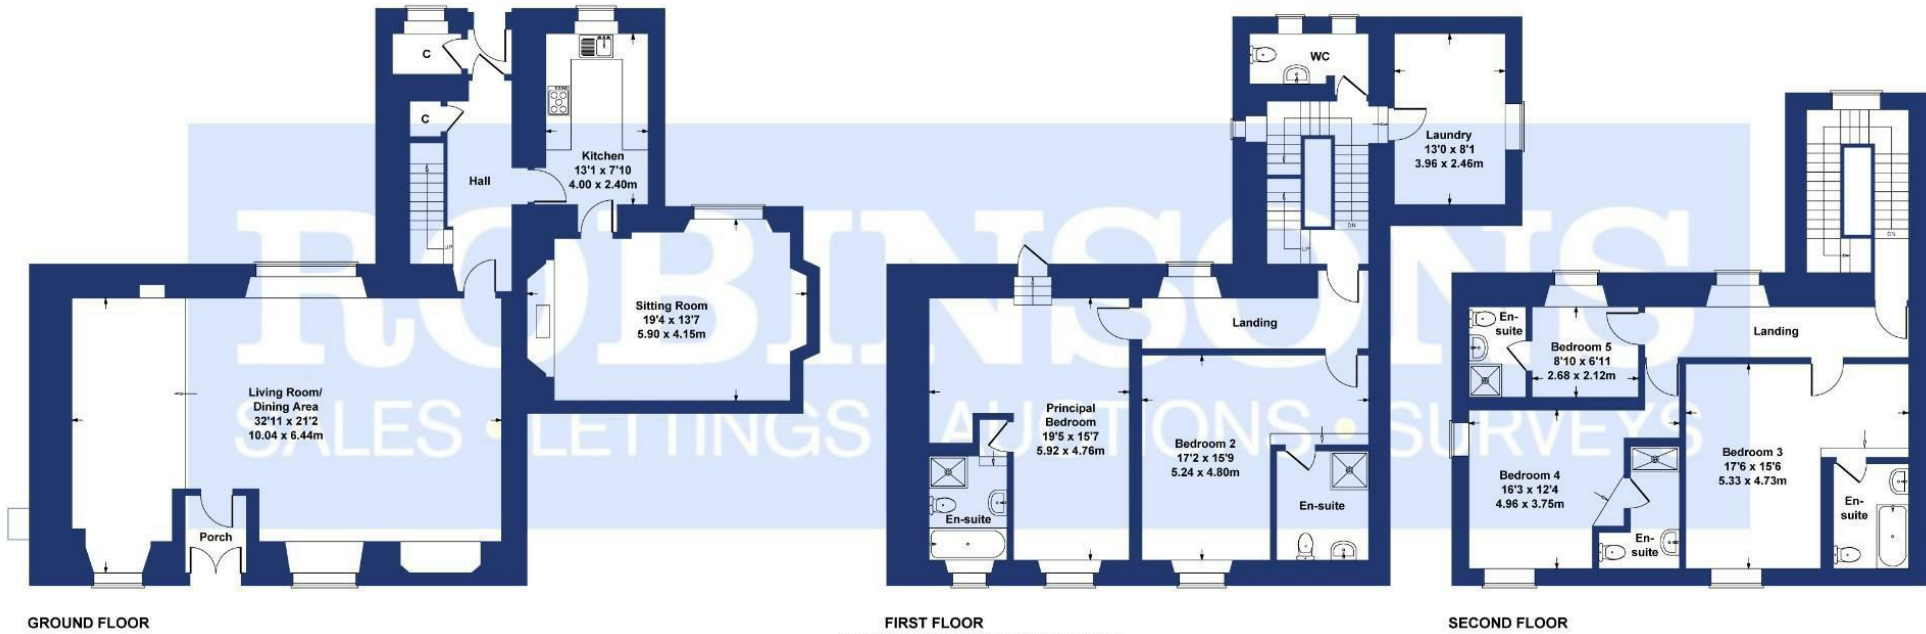 C
C
Kitchen
13'1 x 7'10
4.00 x 2.40m
Hall
UP
Sitting Room
19'4 x 13'7
5.90 x 4.15m
Living Room/
Dining Area
32'11 x 21'2
10.04 x 6.44m
Porch
GROUND FLOOR
WC
Laundry
13'0 x 8'1
3.96 x 2.46m
DN
UP
Landing
Principal
Bedroom
19'5 x 15'7
5.92 x 4.76m
Bedroom 2
17'2 x 15'9
5.24 x 4.80m
En-suite
En-suite
FIRST FLOOR
DN
En-
suite
Bedroom 5
8'10 x 6'11
2.68 x 2.12m
Landing
Bedroom 3
17'6 x 15'6
5.33 x 4.73m
Bedroom 4
16'3 x 12'4
4.96 x 3.75m
En-
suite
En-
suite
SECOND FLOOR
ROBINSONS
SALES • LETTINGS • AUCTIONS • SURVEYS